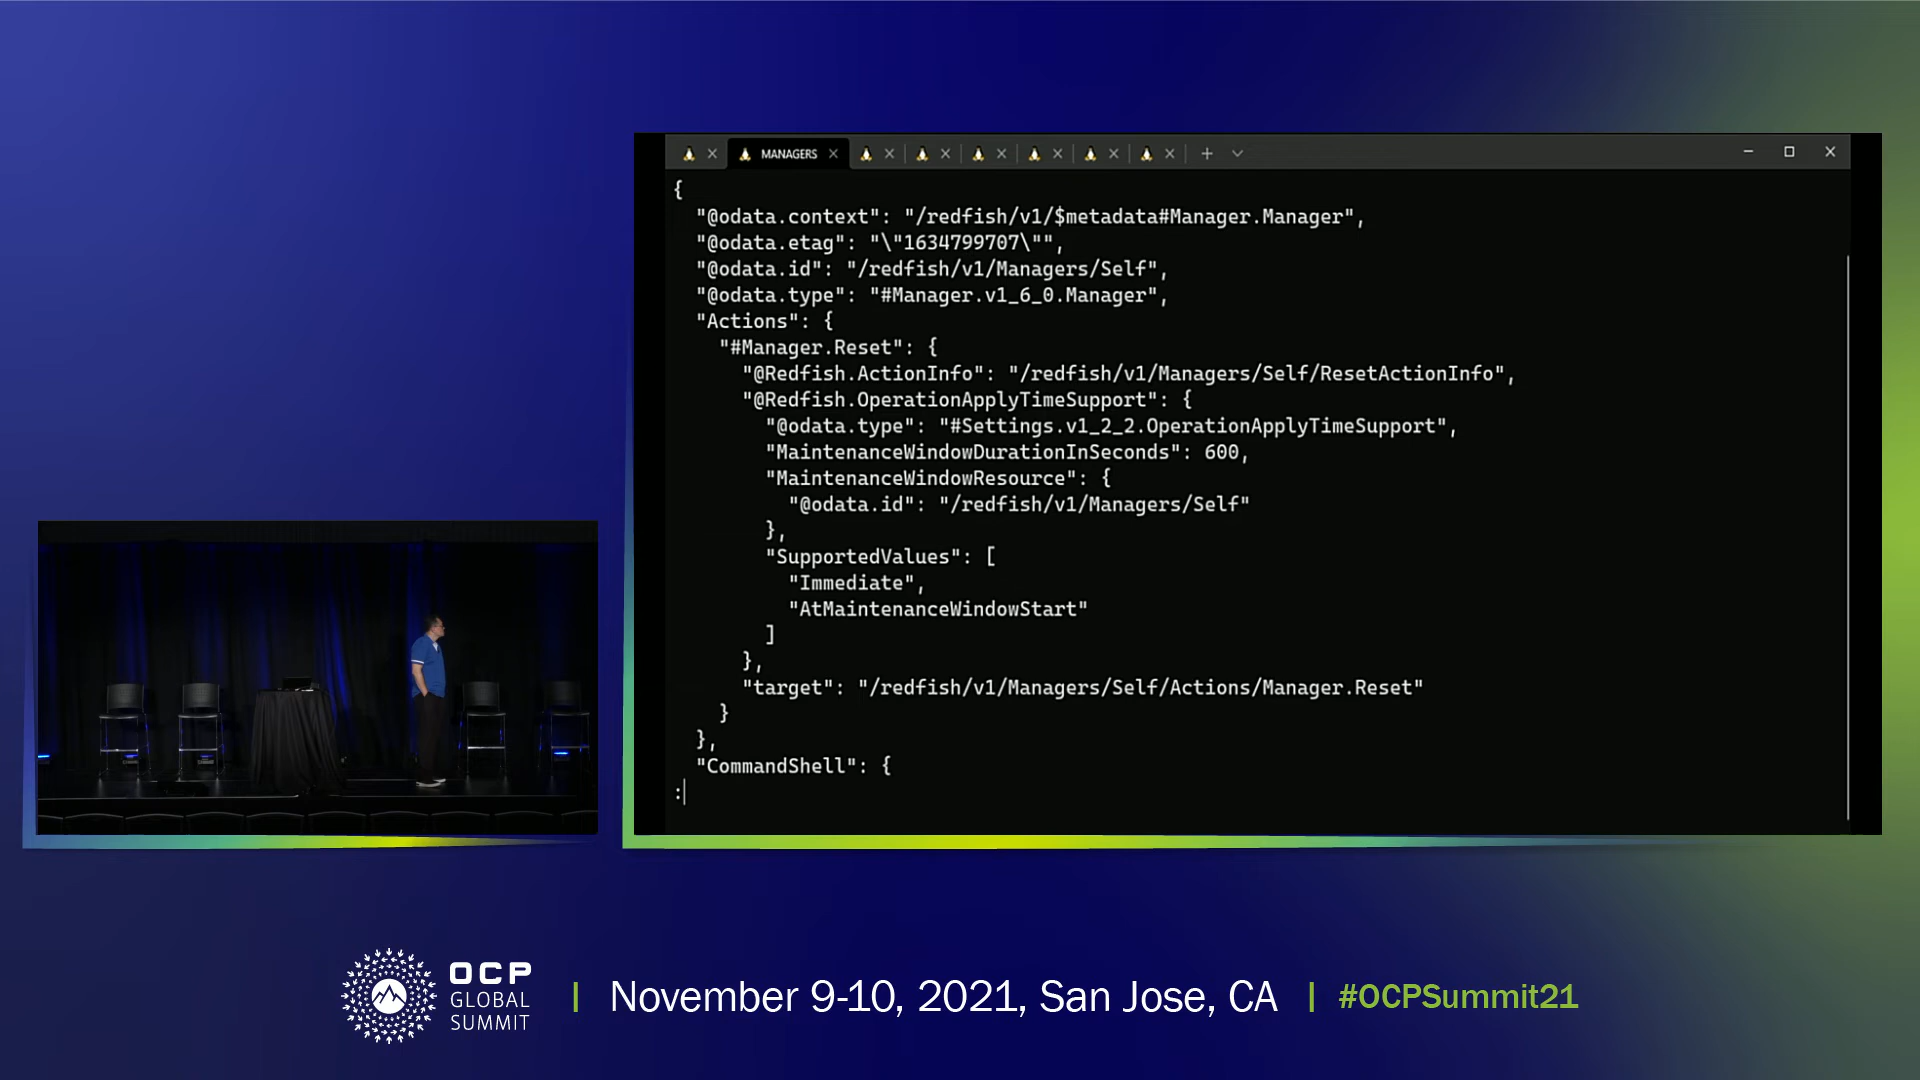 MANAGERS
{
"@odata.context": "/redfish/v1/$metadata#Manager.Manager",
"@odata.etag": "\"1634799707\"",
"@odata.id": "/redfish/v1/Managers/Self",
"@odata.type": "#Manager.v1_6_0.Manager",
"Actions": {
"#Manager.Reset": {
"@Redfish.ActionInfo": "/redfish/v1/Managers/Self/ResetActionInfo",
"@Redfish.OperationApplyTimeSupport": {
"@odata.type": "#Settings.v1_2_2.OperationApplyTimeSupport",
"MaintenanceWindowDurationInSeconds": 600,
"MaintenanceWindowResource": {
"@odata.id": "/redfish/v1/Managers/Self"
},
"SupportedValues": [
"Immediate",
"AtMaintenanceWindowStart"
]
},
"target": "/redfish/v1/Managers/Self/Actions/Manager.Reset"
}
},
"CommandShell": {
:
OCP
GLOBAL
SUMMIT
November 9-10, 2021, San Jose, CA
#OCPSummit21